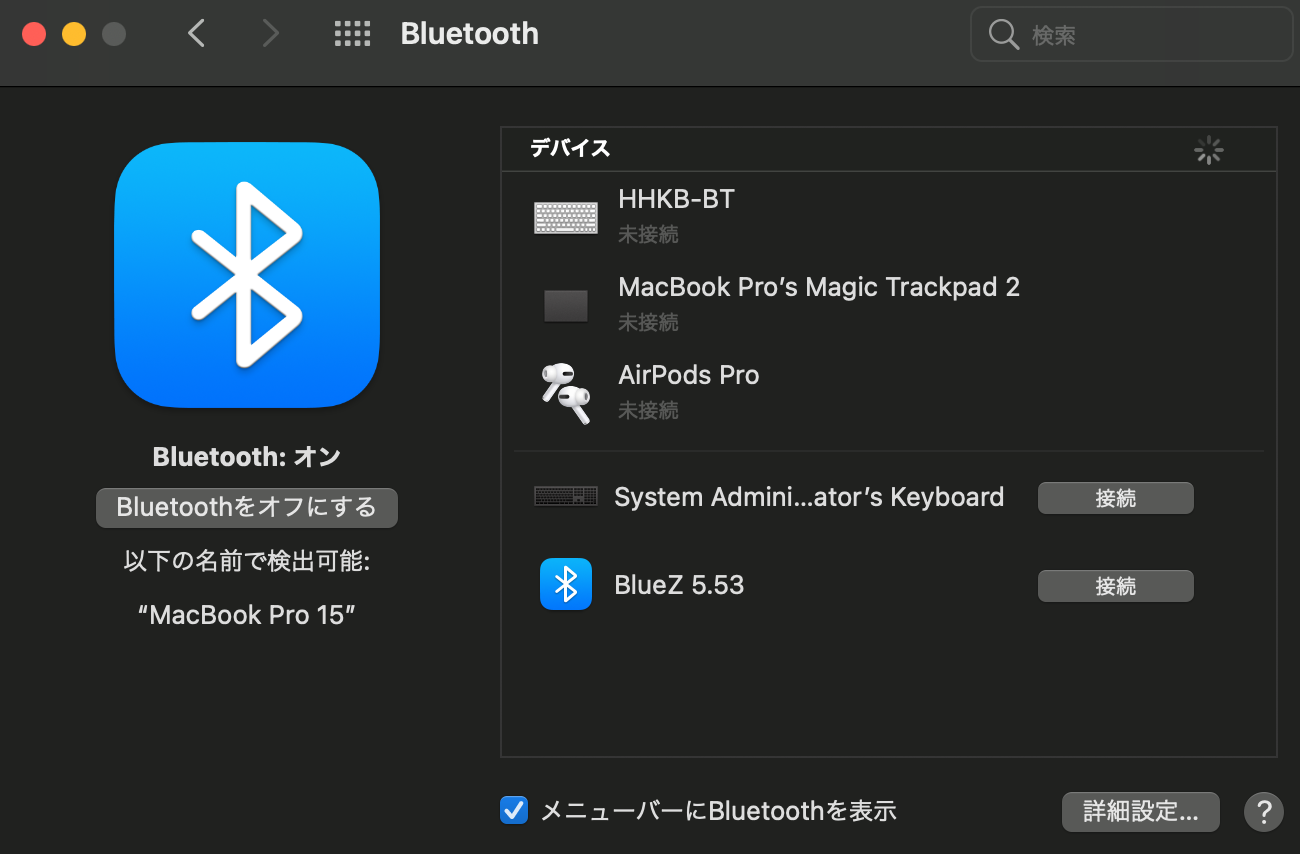 Bluetooth
検索
デバイス
HHKB-BT
未接続
MacBook Pro’s Magic Trackpad 2
未接続
AirPods Pro
未接続
System Admini...ator’s Keyboard
接続
BlueZ 5.53
接続
Bluetooth: オン
Bluetoothをオフにする
以下の名前で検出可能:
“MacBook Pro 15”
メニューバーにBluetoothを表示
詳細設定...
?